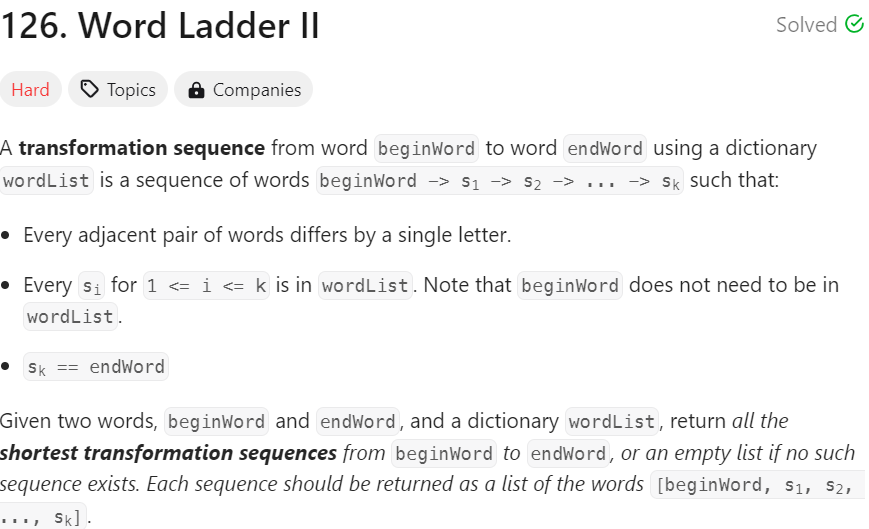 126. Word Ladder II
Solved
Hard
Topics
Companies
A transformation sequence from word beginWord to word endWord using a dictionary
wordList is a sequence of words beginWord -> s₁ -> s₂ -> ... -> sₖ such that:
• Every adjacent pair of words differs by a single letter.
• Every sᵢ for 1 <= i <= k is in wordList. Note that beginWord does not need to be in
wordList.
• sₖ == endWord
Given two words, beginWord and endWord, and a dictionary wordList, return all the
shortest transformation sequences from beginWord to endWord, or an empty list if no such
sequence exists. Each sequence should be returned as a list of the words [beginWord, s₁, s₂,
..., sₖ].